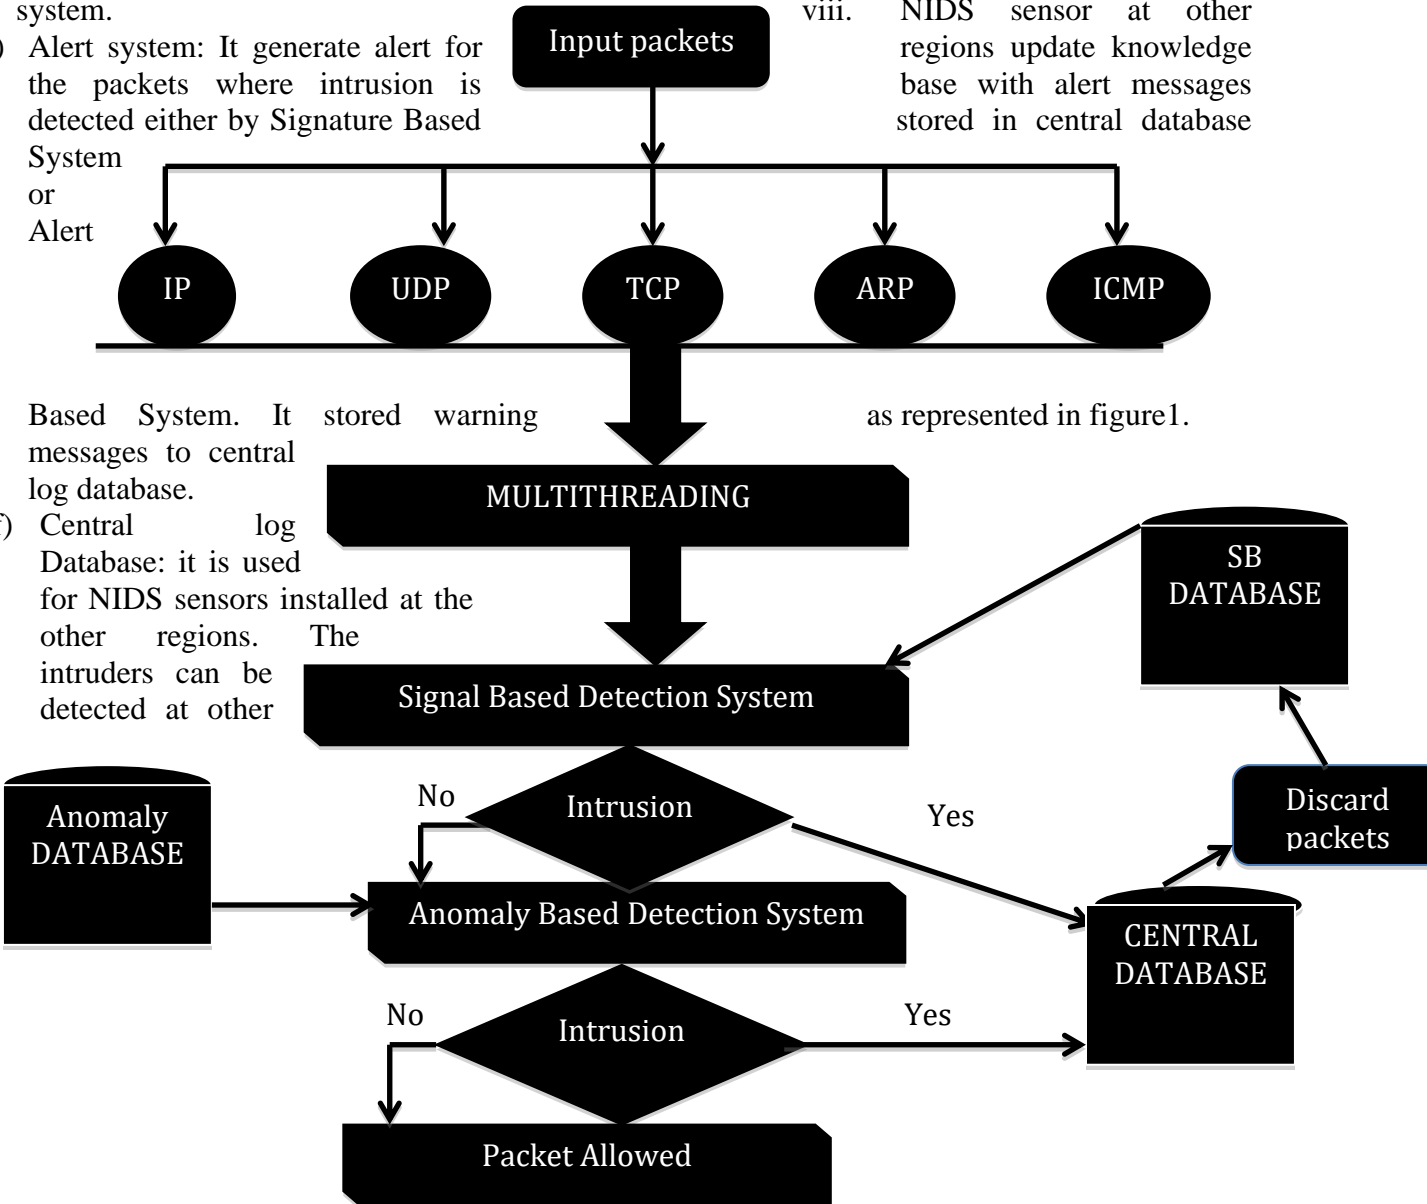 system.
) Alert system: It generate alert for
the packets where intrusion is
detected either by Signature Based
System
or
Alert
Input packets
viii. NIDS sensor at other
regions update knowledge
base with alert messages
stored in central database
IP
UDP
TCP
ARP
ICMP
Based System. It stored warning
messages to central
log database.
f) Central log
Database: it is used
for NIDS sensors installed at the
other regions. The
intruders can be
detected at other
as represented in figure1.
MULTITHREADING
SB
DATABASE
Signal Based Detection System
No
Intrusion
Yes
Discard
packets
Anomaly
DATABASE
Anomaly Based Detection System
CENTRAL
DATABASE
No
Intrusion
Yes
Packet Allowed